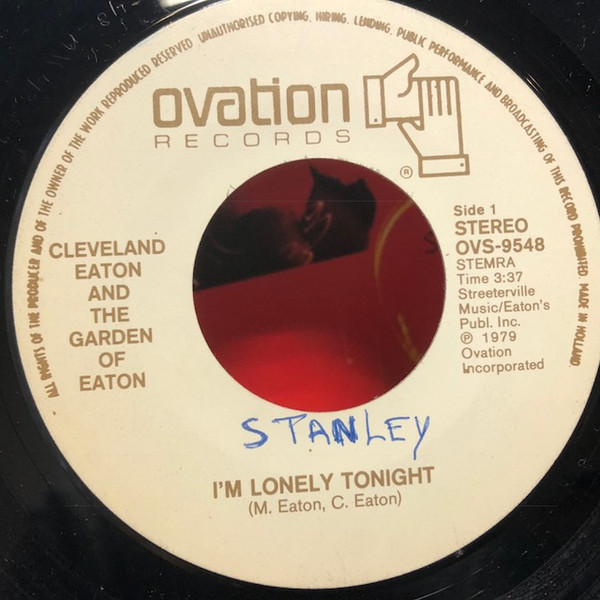 ALL RIGHTS OF THE PRODUCER AND OF THE OWNER OF THE WORK REPRODUCED RESERVED UNAUTHORISED COPYING, HIRING, LENDING, PUBLIC PERFORMANCE AND BROADCASTING OF THIS RECORD PROHIBITED. MADE IN HOLLAND.
ovation
RECORDS
®
CLEVELAND
EATON
AND
THE
GARDEN
OF
EATON
Side 1
STEREO
OVS-9548
STEMRA
Time 3:37
Streeterville
Music/Eaton's
Publ. Inc.
℗ 1979
Ovation
Incorporated
STANLEY
I'M LONELY TONIGHT
(M. Eaton, C. Eaton)